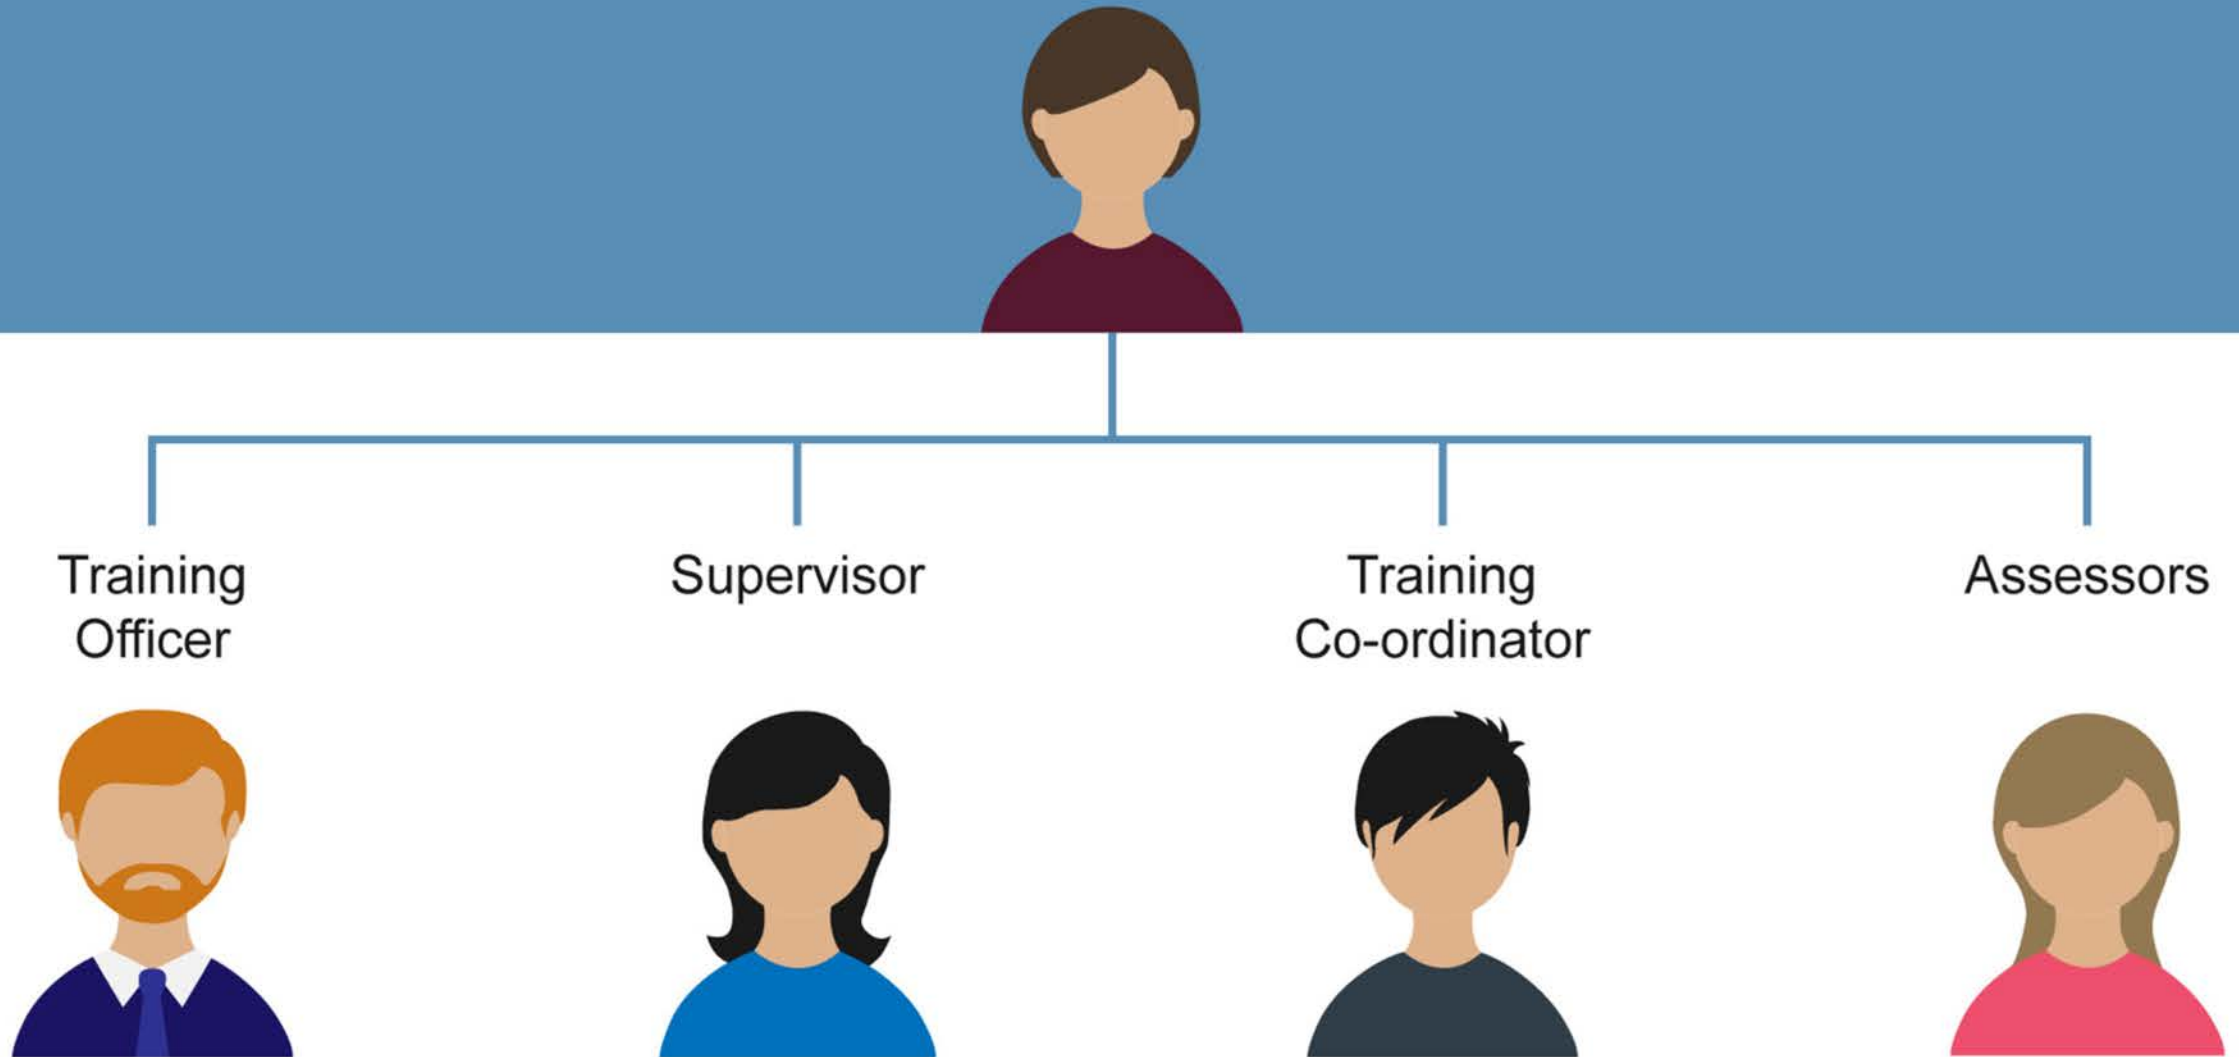 Training
Officer
Supervisor
Training
Co-ordinator
Assessors